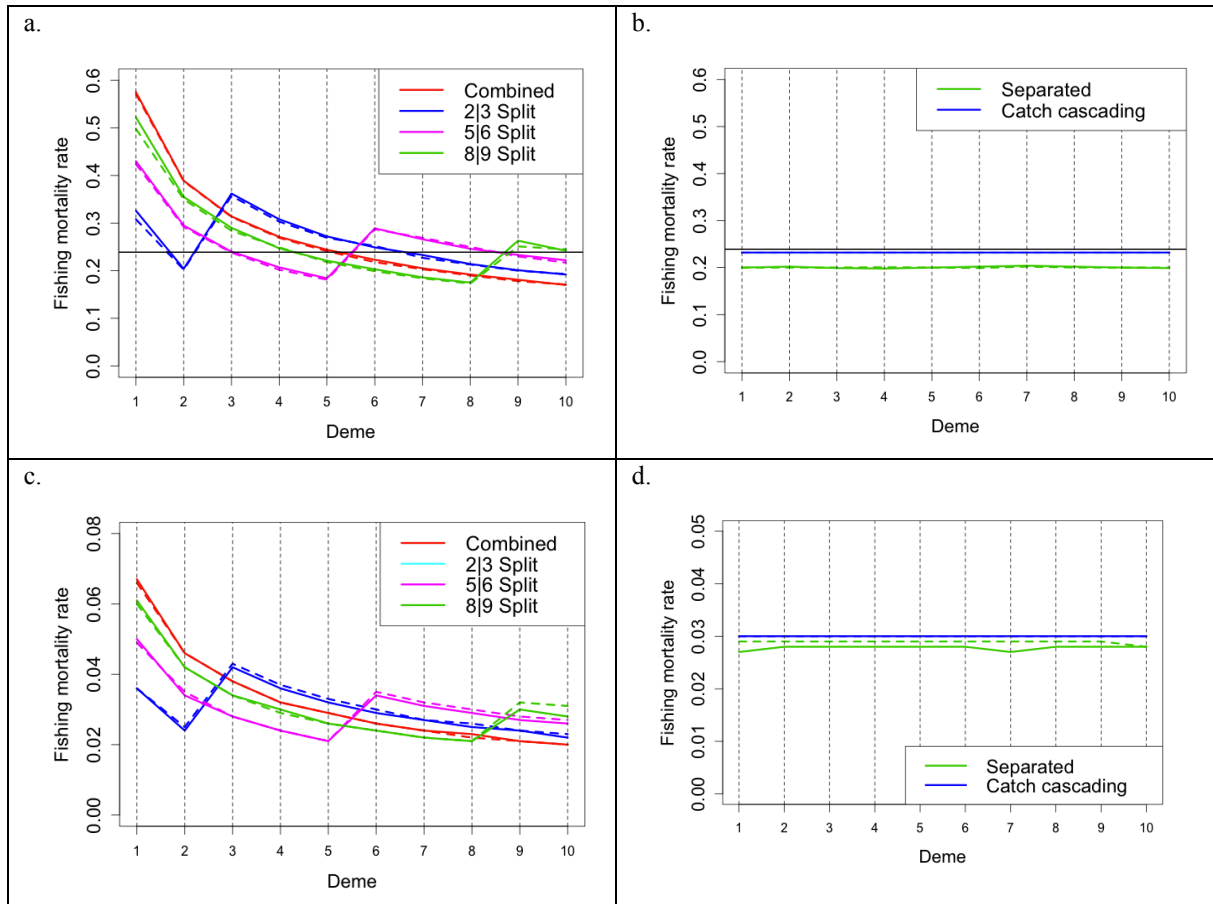 a.
Fishing mortality rate
0.0 0.1 0.2 0.3 0.4 0.5 0.6
Combined
2|3 Split
5|6 Split
8|9 Split
1 2 3 4 5 6 7 8 9 10
Deme
b.
Fishing mortality rate
0.0 0.1 0.2 0.3 0.4 0.5 0.6
Separated
Catch cascading
1 2 3 4 5 6 7 8 9 10
Deme
c.
Fishing mortality rate
0.00 0.02 0.04 0.06 0.08
Combined
2|3 Split
5|6 Split
8|9 Split
1 2 3 4 5 6 7 8 9 10
Deme
d.
Fishing mortality rate
0.00 0.01 0.02 0.03 0.04 0.05
Separated
Catch cascading
1 2 3 4 5 6 7 8 9 10
Deme